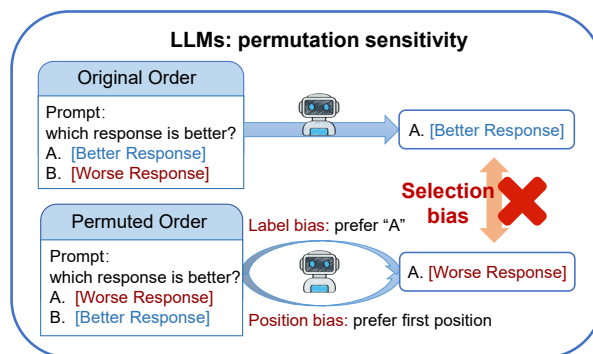 LLMs: permutation sensitivity
Original Order
Prompt:
which response is better?
A. [Better Response]
B. [Worse Response]
A. [Better Response]
Selection
bias
Permuted Order
Prompt:
which response is better?
A. [Worse Response]
B. [Better Response]
Label bias: prefer “A”
Position bias: prefer first position
A. [Worse Response]